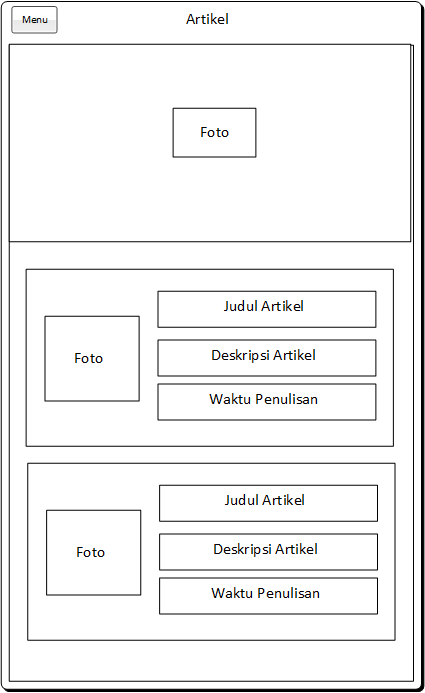 Menu
Artikel
Foto
Foto
Judul Artikel
Deskripsi Artikel
Waktu Penulisan
Foto
Judul Artikel
Deskripsi Artikel
Waktu Penulisan